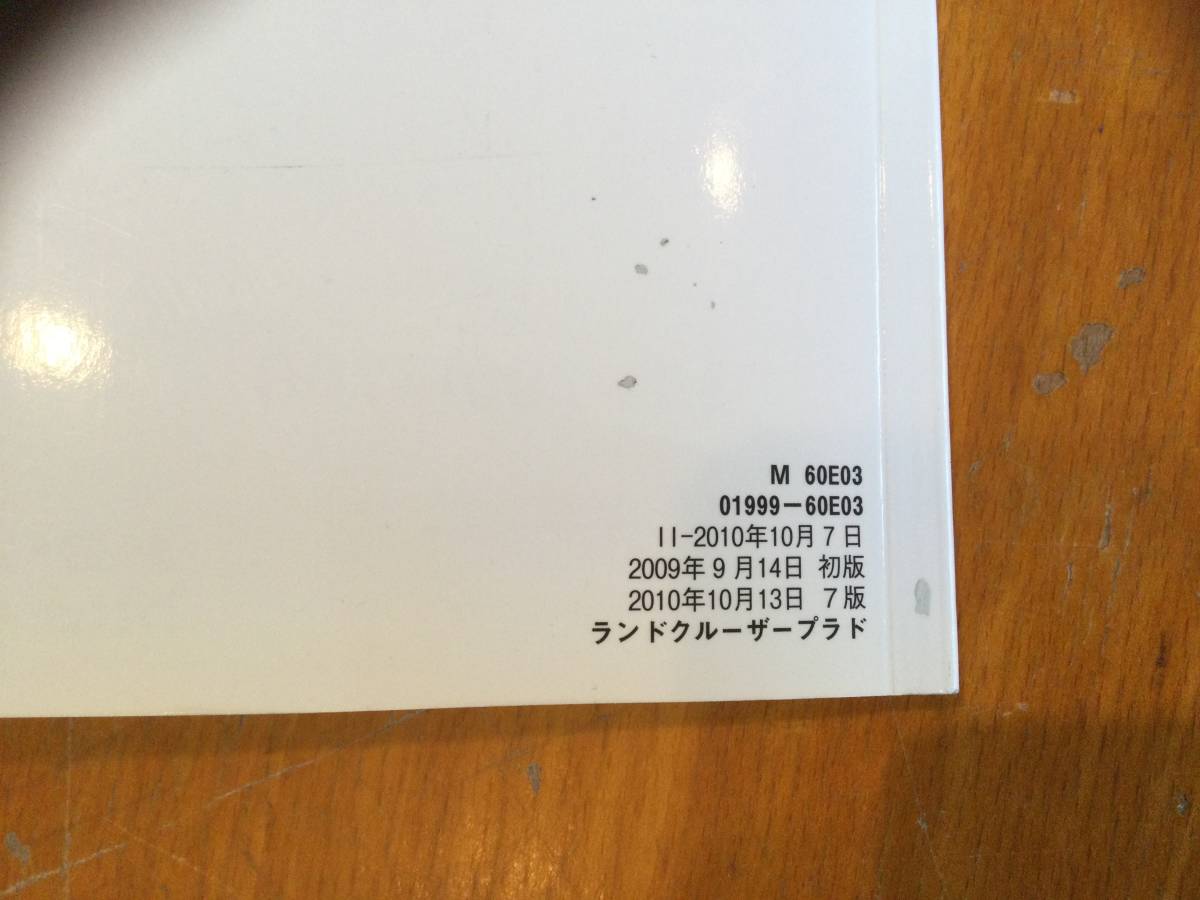 M 60E03
01999−60E03
II-2010年10月7日
2009年9月14日 初版
2010年10月13日 7版
ランドクルーザープラド